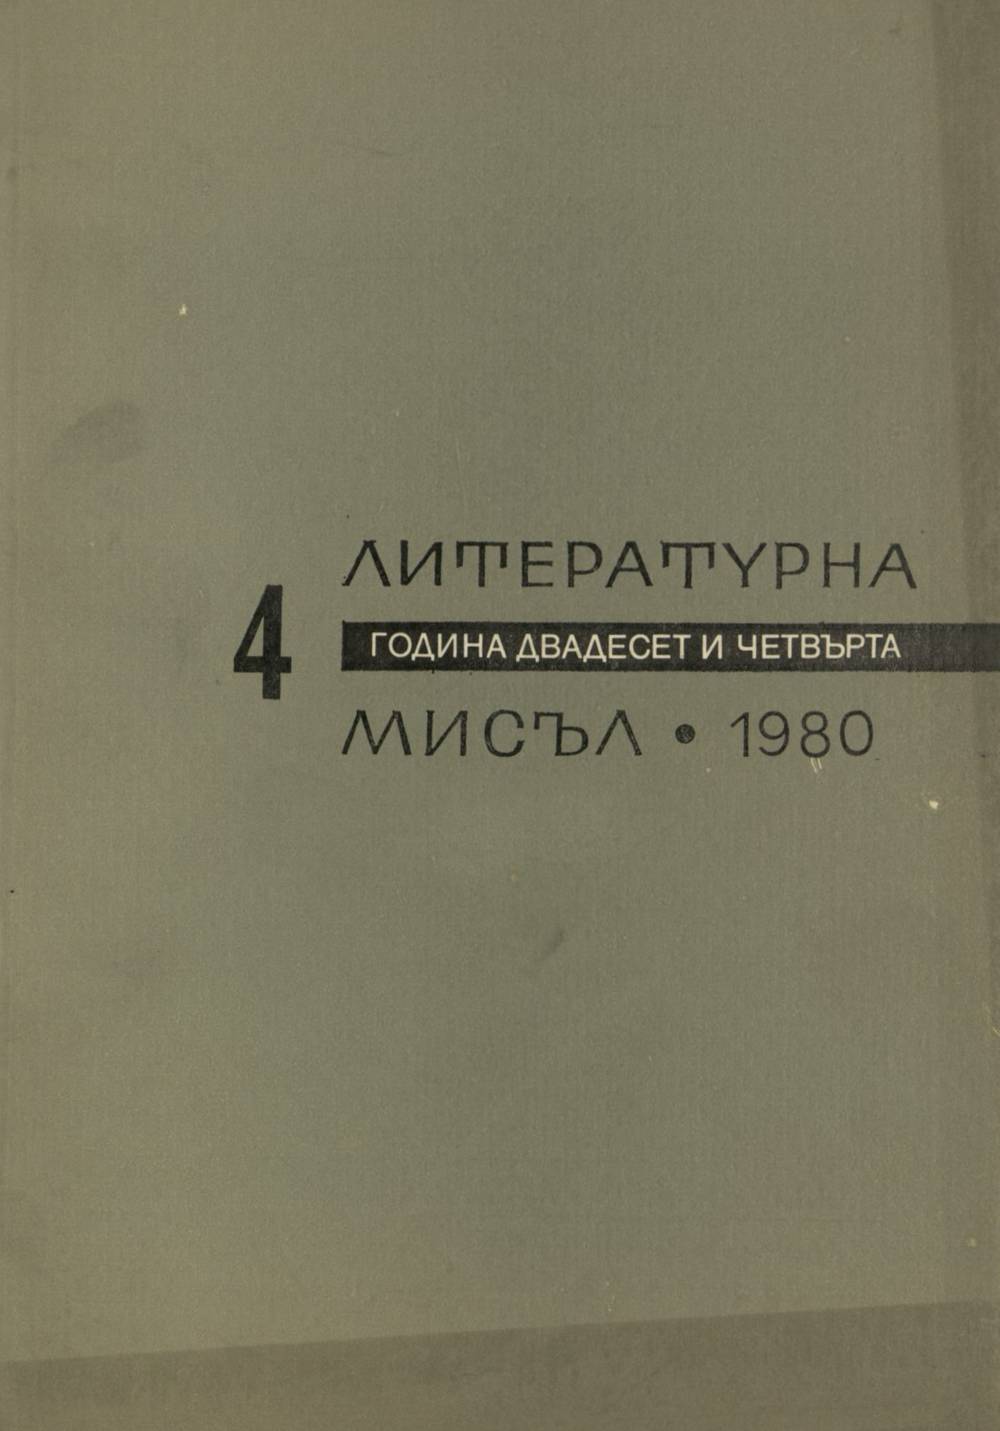 4
ЛИТЕРАТУРНА
ГОДИНА ДВАДЕСЕТ И ЧЕТВЪРТА
МИСЪЛ • 1980